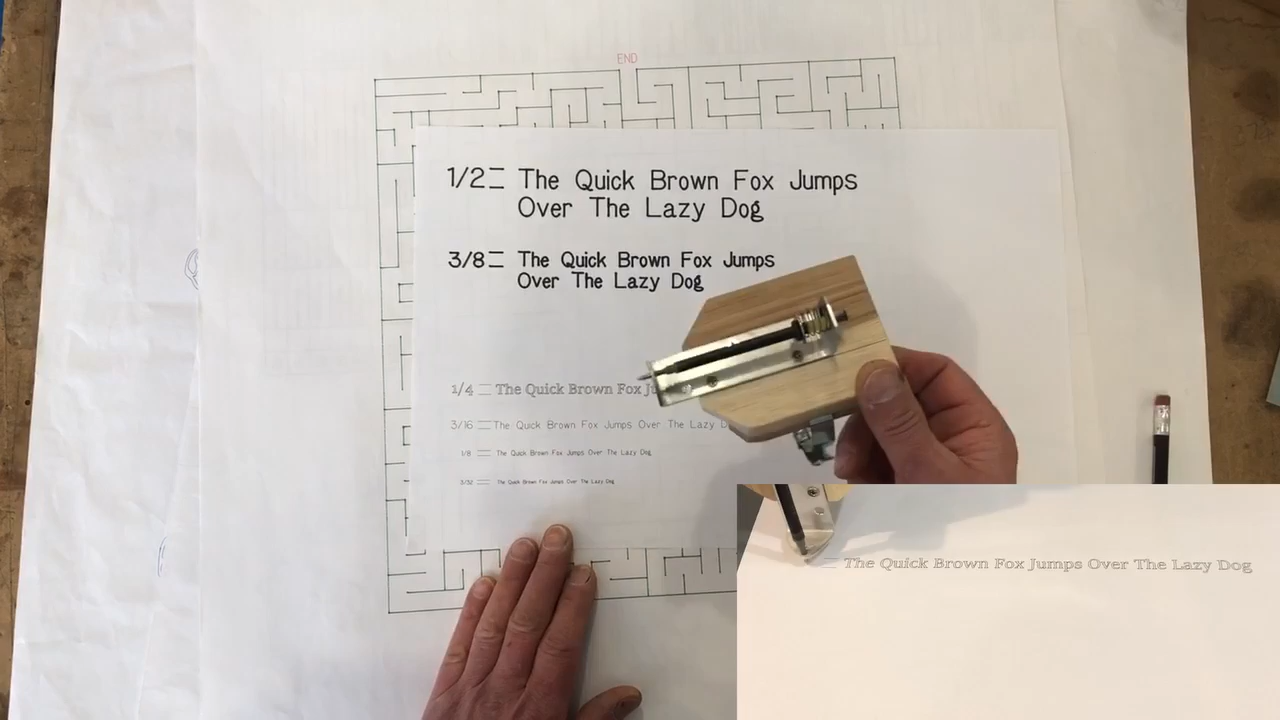 END
1/2 The Quick Brown Fox Jumps
Over The Lazy Dog
3/8 The Quick Brown Fox Jumps
Over The Lazy Dog
1/4 The Quick Brown Fox Ju
3/16 The Quick Brown Fox Jumps Over The Lazy D
1/8 The Quick Brown Fox Jumps Over The Lazy Dog
3/32 The Quick Brown Fox Jumps Over The Lazy Dog
The Quick Brown Fox Jumps Over The Lazy Dog